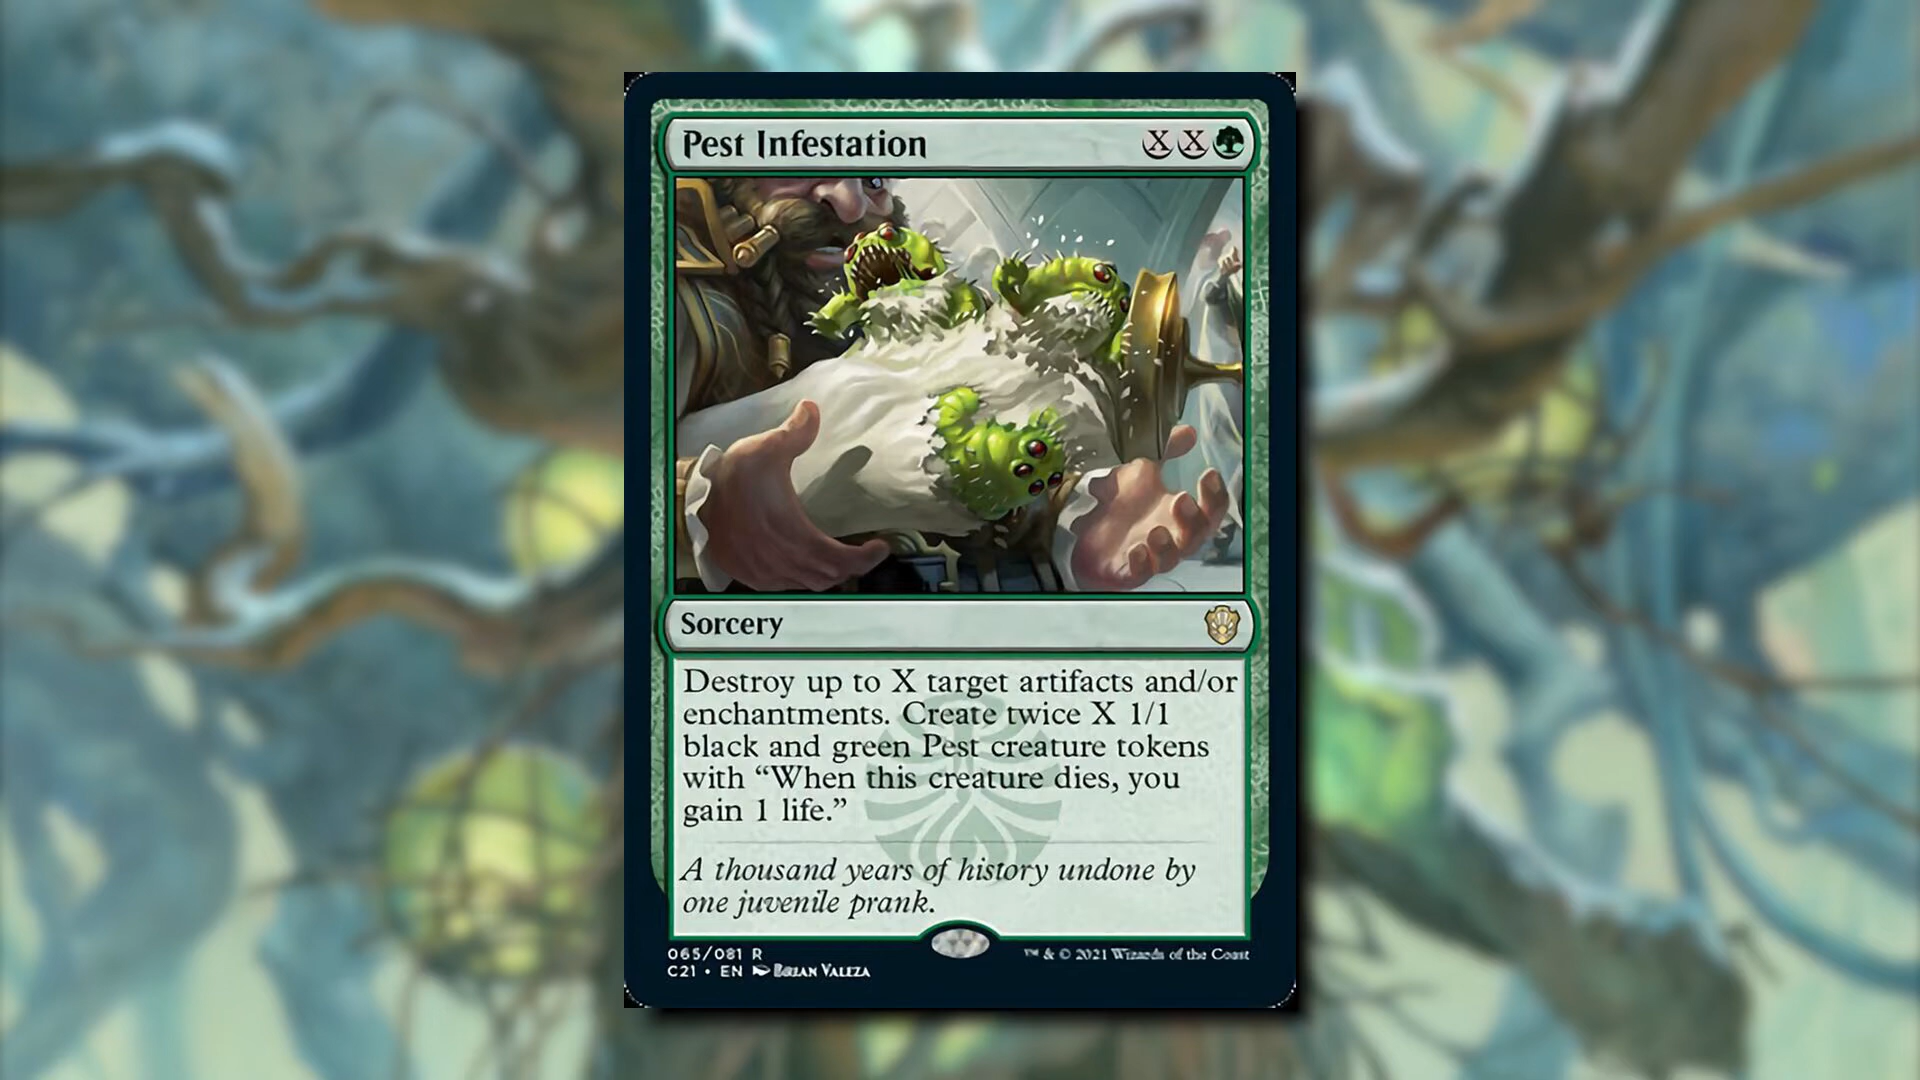 Pest Infestation XX
Sorcery
Destroy up to X target artifacts and/or
enchantments. Create twice X 1/1
black and green Pest creature tokens
with “When this creature dies, you
gain 1 life.”
A thousand years of history undone by
one juvenile prank.
065/081 R
™ & © 2021 Wizards of the Coast
C21 • EN Brian Valeza